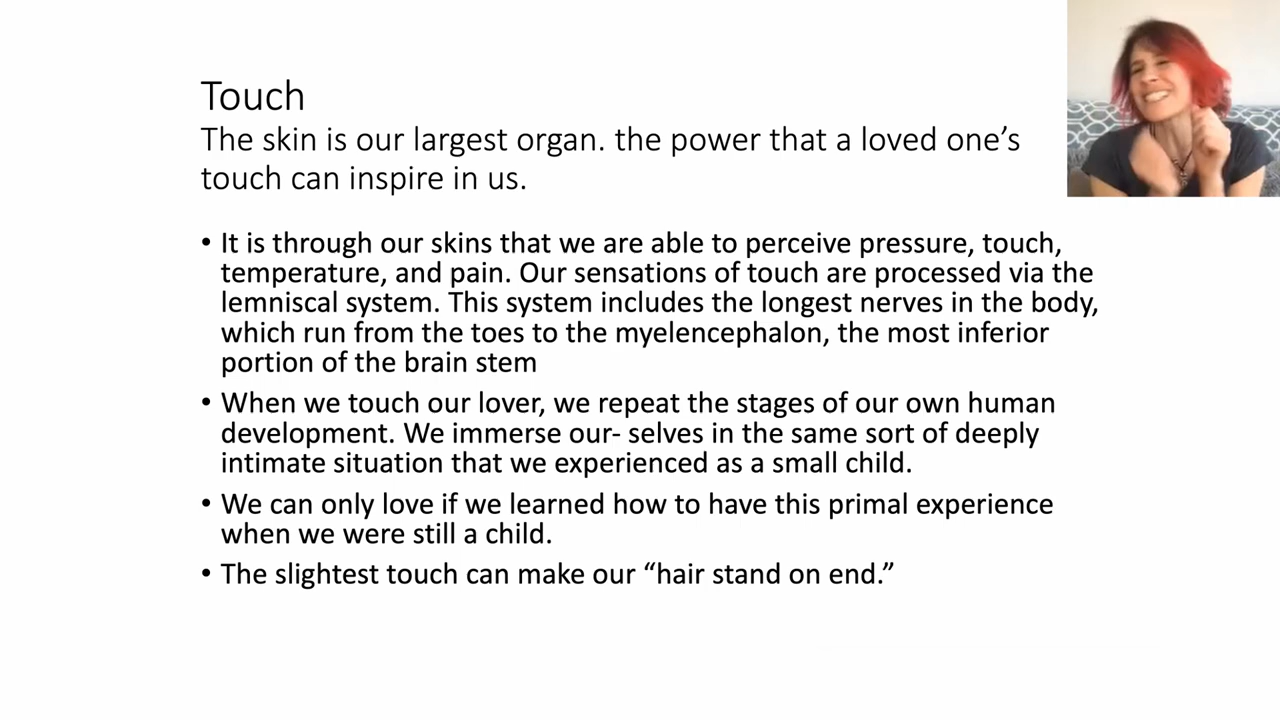 Touch
The skin is our largest organ. the power that a loved one’s
touch can inspire in us.
• It is through our skins that we are able to perceive pressure, touch,
temperature, and pain. Our sensations of touch are processed via the
lemniscal system. This system includes the longest nerves in the body,
which run from the toes to the myelencephalon, the most inferior
portion of the brain stem
• When we touch our lover, we repeat the stages of our own human
development. We immerse our- selves in the same sort of deeply
intimate situation that we experienced as a small child.
• We can only love if we learned how to have this primal experience
when we were still a child.
• The slightest touch can make our “hair stand on end.”